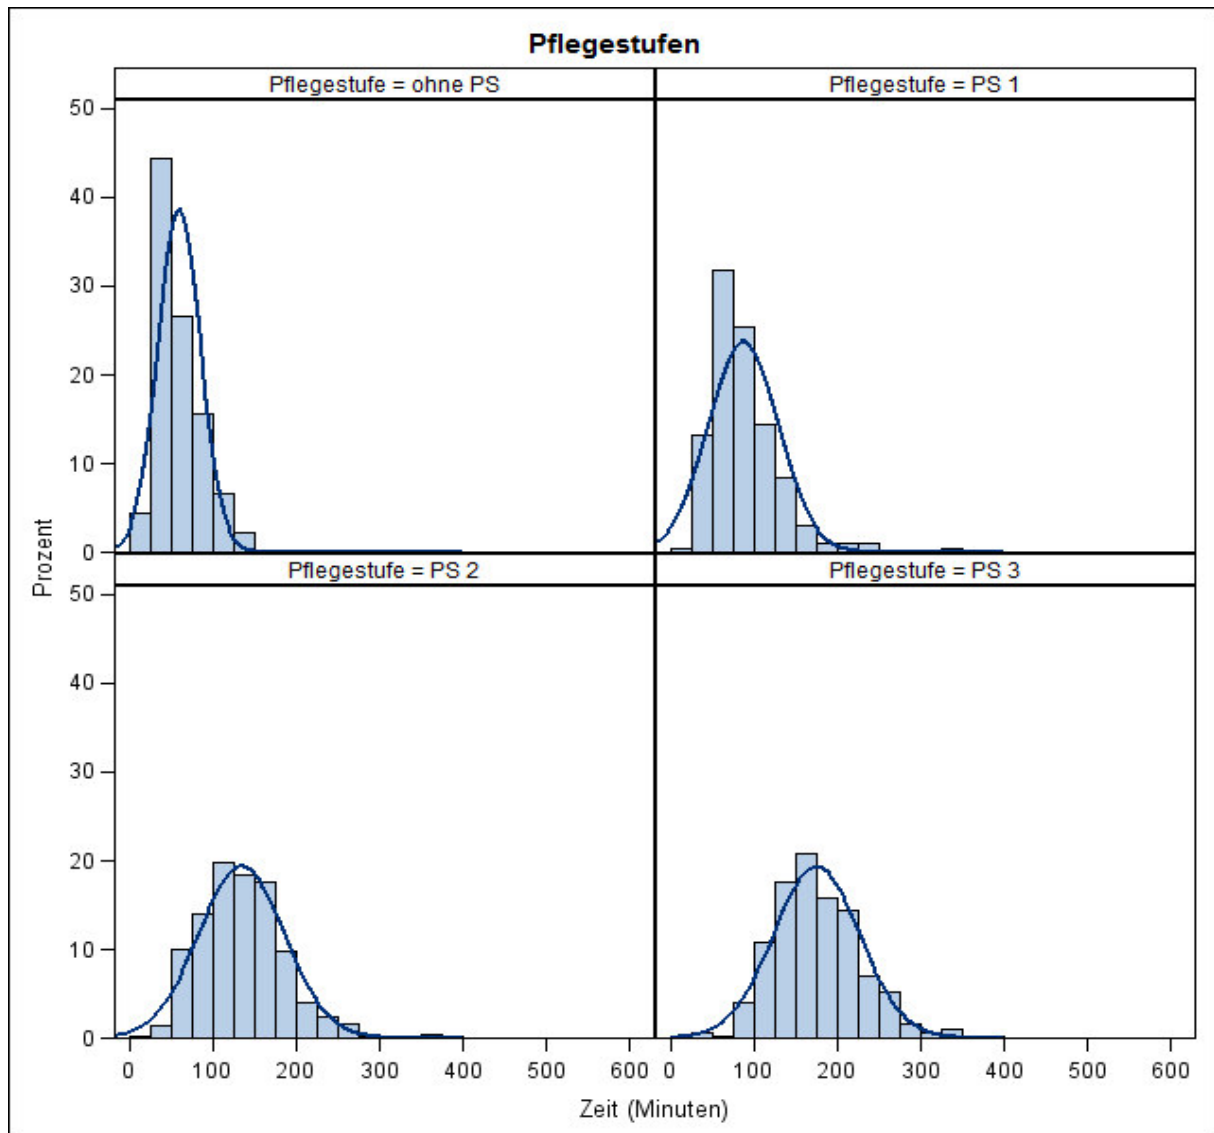 Pflegestufen
Pflegestufe = ohne PS
Pflegestufe = PS 1
50
40
30
20
10
0
Prozent
Pflegestufe = PS 2
Pflegestufe = PS 3
50
40
30
20
10
0
0 100 200 300 400 500 600
0 100 200 300 400 500 600
Zeit (Minuten)